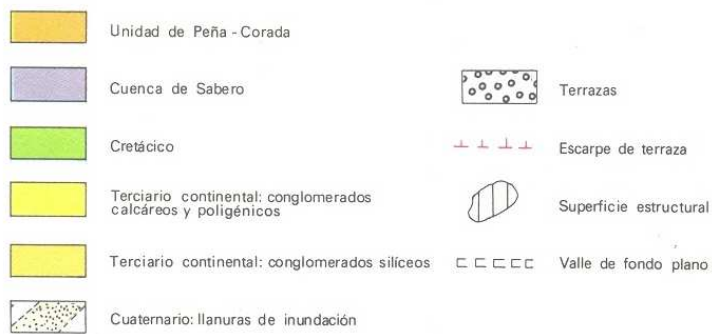 Unidad de Peña - Corada
Cuenca de Sabero
Cretácico
Terciario continental: conglomerados
calcáreos y poligénicos
Terciario continental: conglomerados silíceos
Cuaternario: llanuras de inundación
Terrazas
Escarpe de terraza
Superficie estructural
Valle de fondo plano